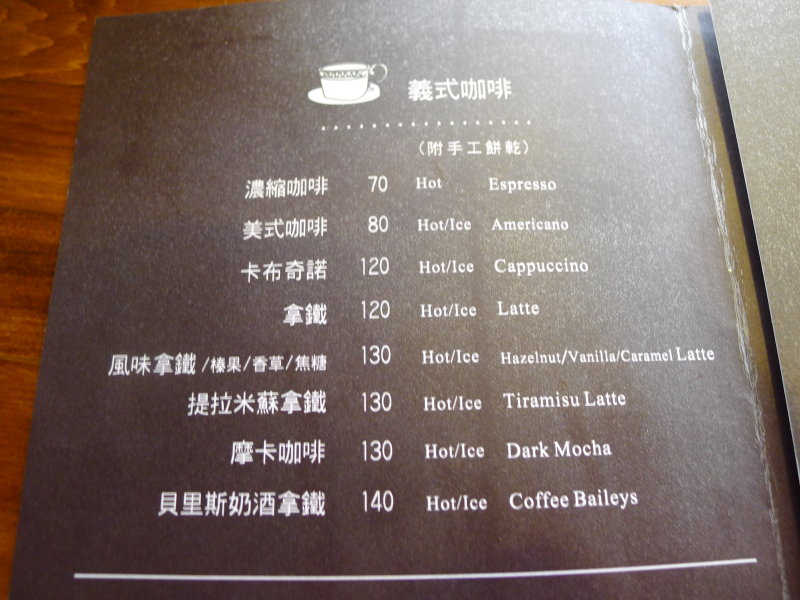 義式咖啡
(附手工餅乾)
濃縮咖啡 70 Hot Espresso
美式咖啡 80 Hot/Ice Americano
卡布奇諾 120 Hot/Ice Cappuccino
拿鐵 120 Hot/Ice Latte
風味拿鐵/榛果/香草/焦糖 130 Hot/Ice Hazelnut/Vanilla/Caramel Latte
提拉米蘇拿鐵 130 Hot/Ice Tiramisu Latte
摩卡咖啡 130 Hot/Ice Dark Mocha
貝里斯奶酒拿鐵 140 Hot/Ice Coffee Baileys